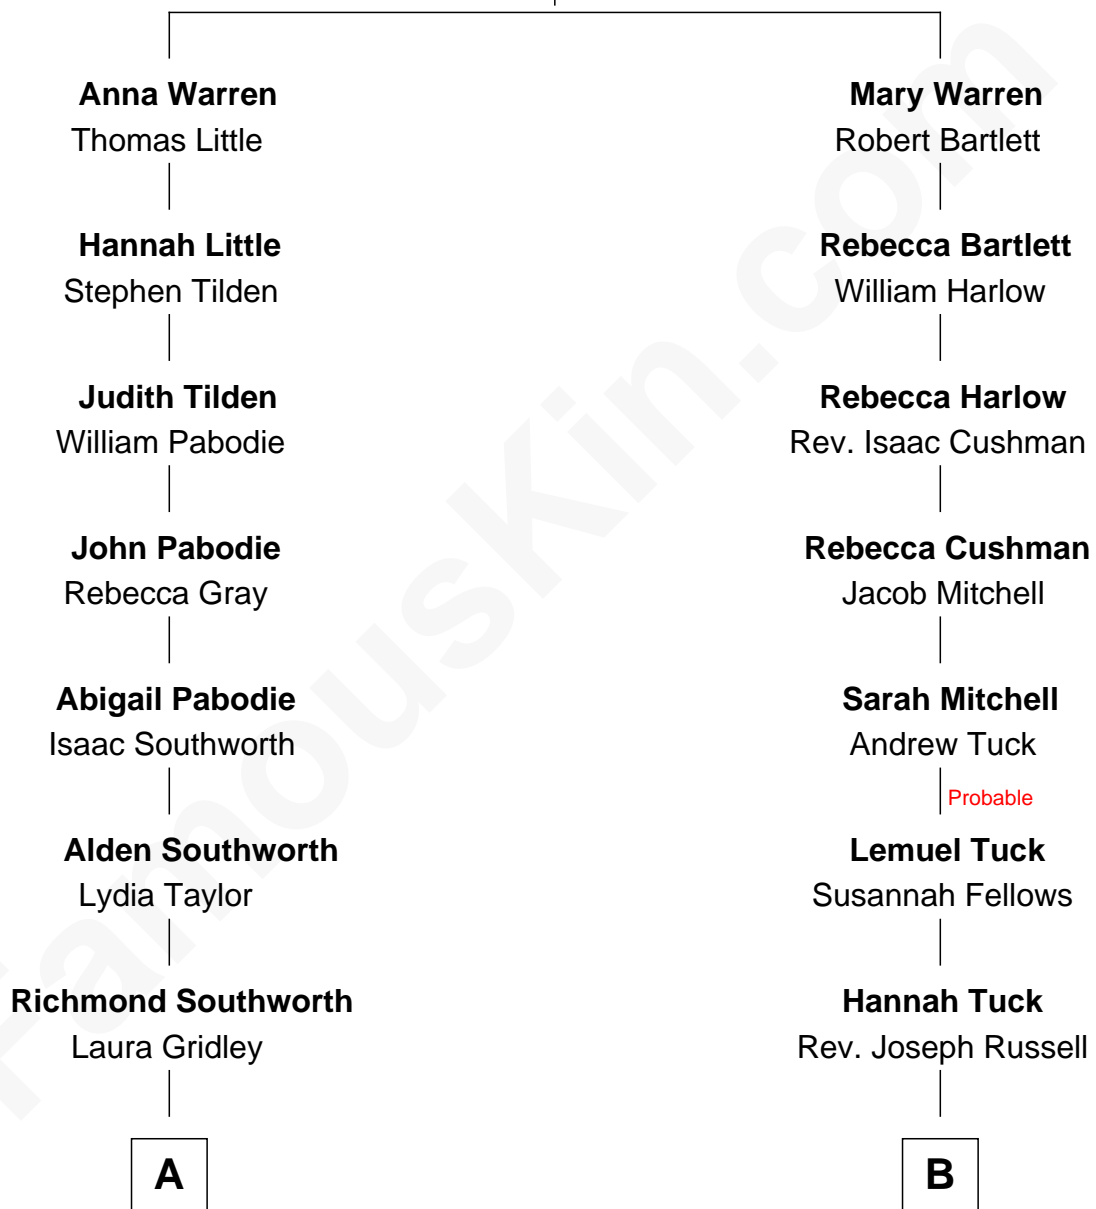 Anna Warren
Thomas Little
Hannah Little
Stephen Tilden
Judith Tilden
William Pabodie
John Pabodie
Rebecca Gray
Abigail Pabodie
Isaac Southworth
Alden Southworth
Lydia Taylor
Richmond Southworth
Laura Gridley
A
Mary Warren
Robert Bartlett
Rebecca Bartlett
William Harlow
Rebecca Harlow
Rev. Isaac Cushman
Rebecca Cushman
Jacob Mitchell
Sarah Mitchell
Andrew Tuck
Probable
Lemuel Tuck
Susannah Fellows
Hannah Tuck
Rev. Joseph Russell
B
FamousKin.com